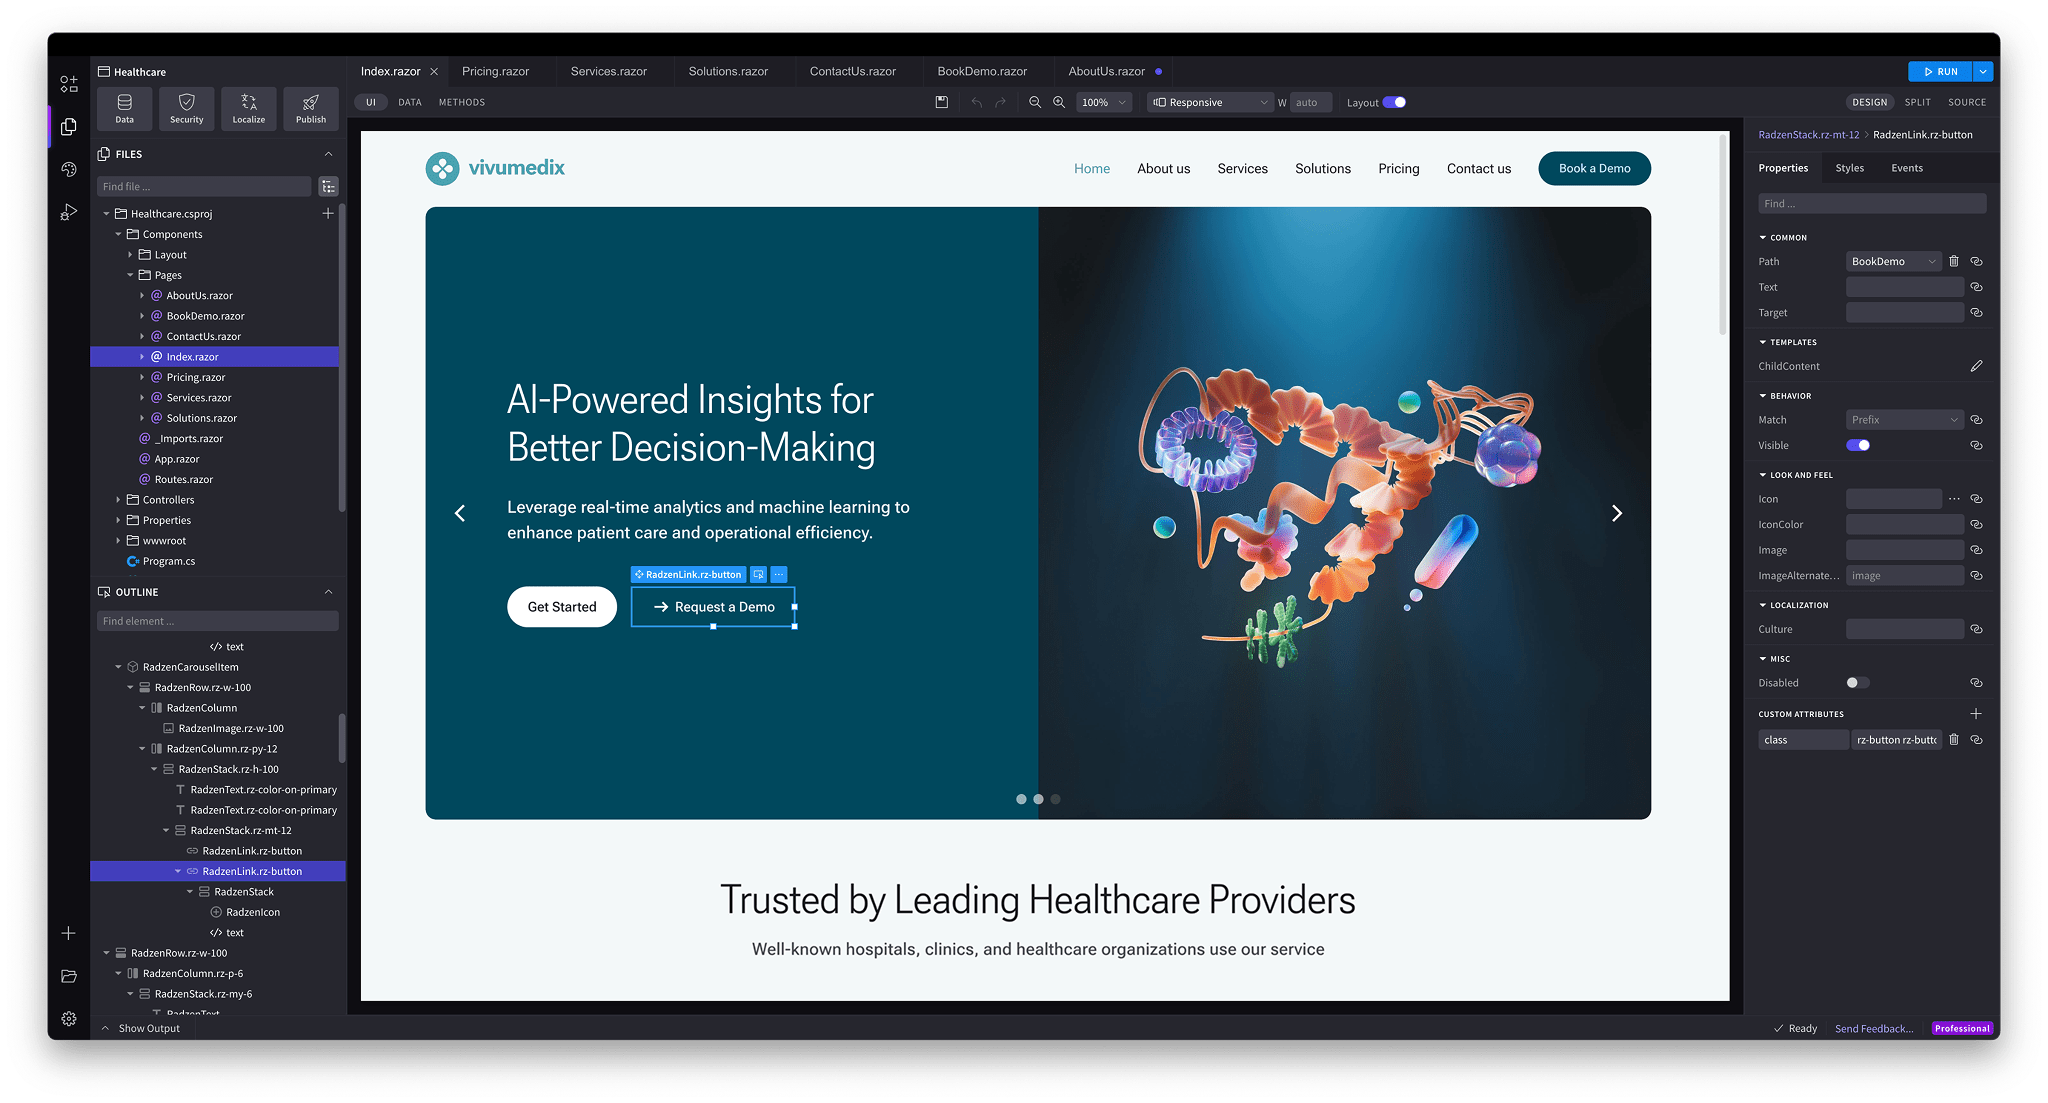 Healthcare
Data
Security
Localize
Publish
FILES
Find file ...
Healthcare.csproj
Components
Layout
Pages
AboutUs.razor
BookDemo.razor
ContactUs.razor
Index.razor
Pricing.razor
Services.razor
Solutions.razor
_Imports.razor
App.razor
Routes.razor
Controllers
Properties
wwwroot
Program.cs
OUTLINE
Find element ...
text
RadzenCarouselItem
RadzenRow.rz-w-100
RadzenColumn
RadzenImage.rz-w-100
RadzenColumn.rz-py-12
RadzenStack.rz-h-100
RadzenText.rz-color-on-primary
RadzenText.rz-color-on-primary
RadzenStack.rz-mt-12
RadzenLink.rz-button
RadzenLink.rz-button
RadzenStack
RadzenIcon
text
RadzenRow.rz-w-100
RadzenColumn.rz-p-6
RadzenStack.rz-my-6
RadzenText
Show Output
Index.razor
Pricing.razor
Services.razor
Solutions.razor
ContactUs.razor
BookDemo.razor
AboutUs.razor
RUN
UI
DATA
METHODS
100%
Responsive
W
auto
Layout
DESIGN
SPLIT
SOURCE
vivumedix
Home
About us
Services
Solutions
Pricing
Contact us
Book a Demo
AI-Powered Insights for
Better Decision-Making
Leverage real-time analytics and machine learning to
enhance patient care and operational efficiency.
RadzenLink.rz-button
Get Started
Request a Demo
Trusted by Leading Healthcare Providers
Well-known hospitals, clinics, and healthcare organizations use our service
RadzenStack.rz-mt-12 > RadzenLink.rz-button
Properties
Styles
Events
Find ...
COMMON
Path
BookDemo
Text
Target
TEMPLATES
ChildContent
BEHAVIOR
Match
Prefix
Visible
LOOK AND FEEL
Icon
IconColor
Image
ImageAlternate...
image
LOCALIZATION
Culture
MISC
Disabled
CUSTOM ATTRIBUTES
class
rz-button rz-butto
Ready
Send Feedback...
Professional